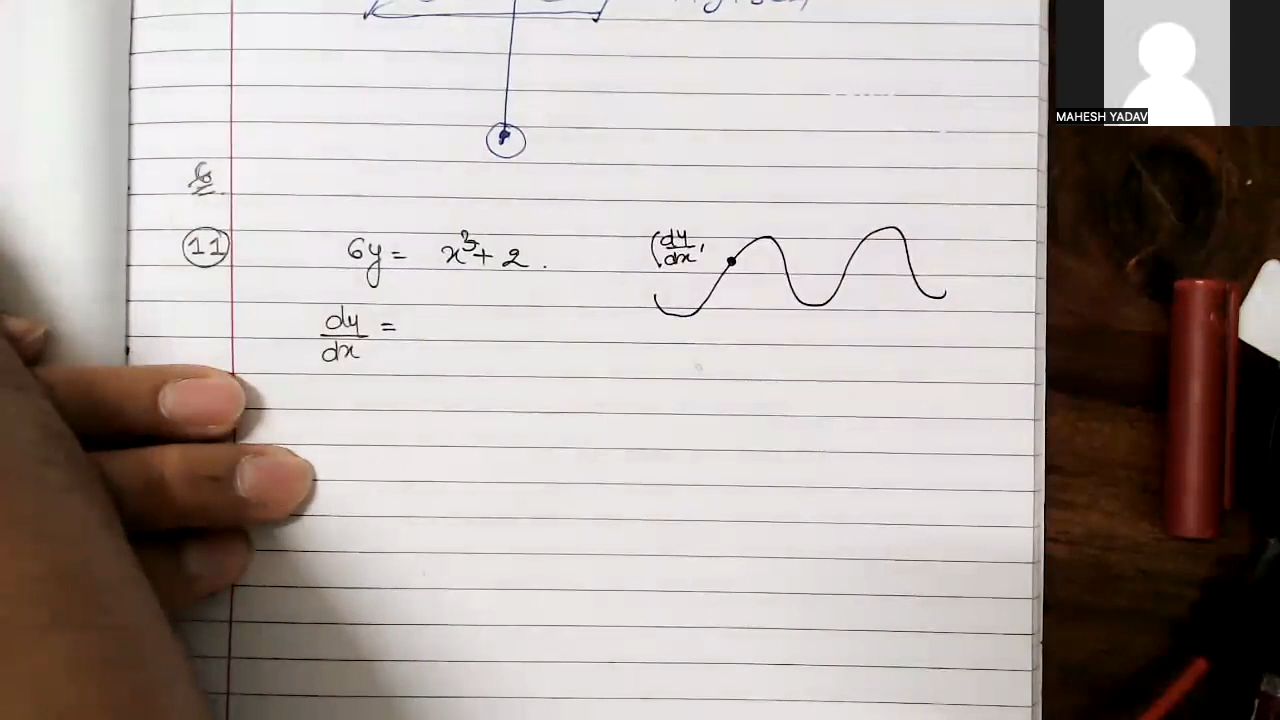 MAHESH YADAV
Q.
11 6y = x³ + 2 .
(dy/dx,
dy/dx =